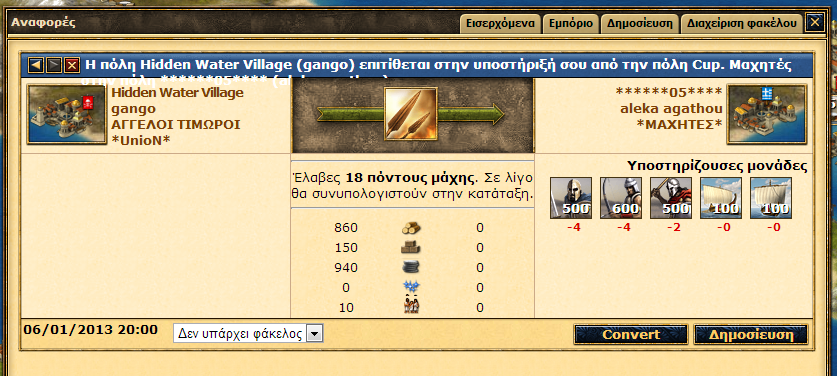 Αναφορές
Εισερχόμενα Εμπόριο Δημοσίευση Διαχείριση φακέλου
Η πόλη Hidden Water Village (gango) επιτίθεται στην υποστήριξή σου από την πόλη Cup. Μαχητές
Hidden Water Village
gango
ΑΓΓΕΛΟΙ ΤΙΜΩΡΟΙ
*UnioN*
******05****
aleka agathou
*ΜΑΧΗΤΕΣ*
Έλαβες 18 πόντους μάχης. Σε λίγο
θα συνυπολογιστούν στην κατάταξη.
860 0
150 0
940 0
0 0
10 0
Υποστηρίζουσες μονάδες
500 600 500 100 100
-4 -4 -2 -0 -0
06/01/2013 20:00 Δεν υπάρχει φάκελος Convert Δημοσίευση